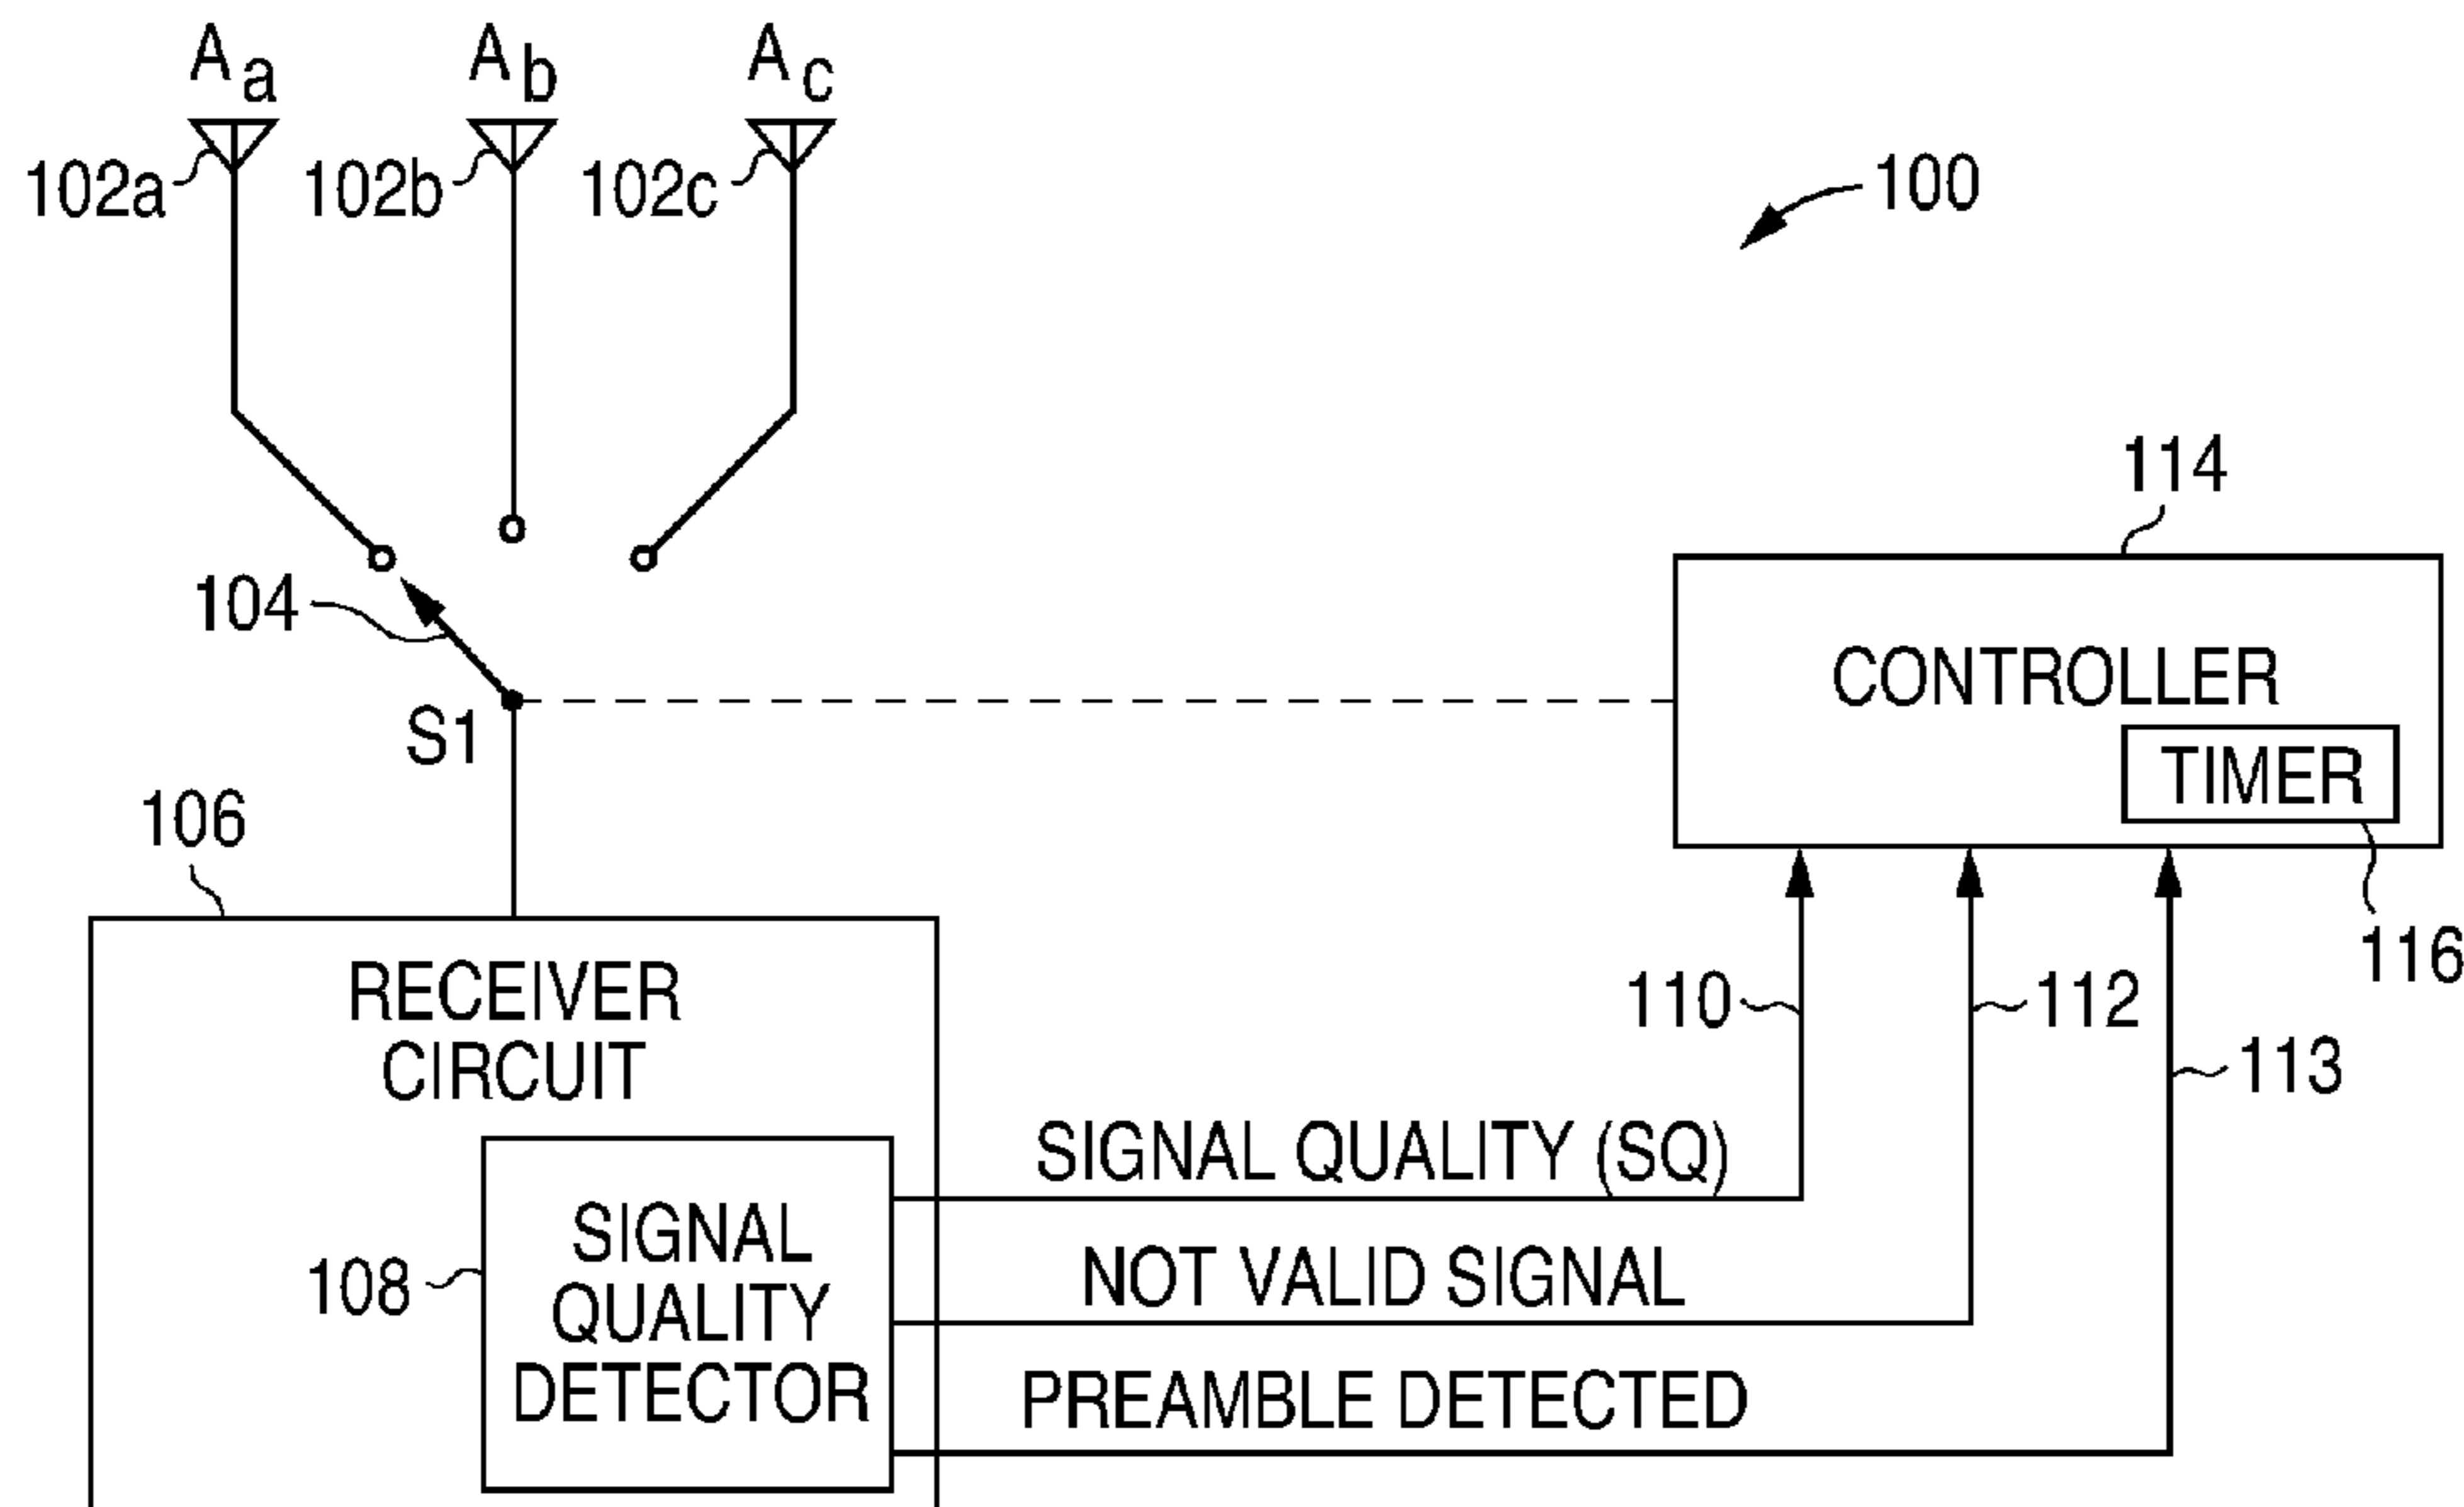 Aa Ab Ac
102a 102b 102c
100
114
104
CONTROLLER
S1
TIMER
106
116
RECEIVER
CIRCUIT
110 112
113
SIGNAL QUALITY (SQ)
SIGNAL
QUALITY
DETECTOR
108
NOT VALID SIGNAL
PREAMBLE DETECTED